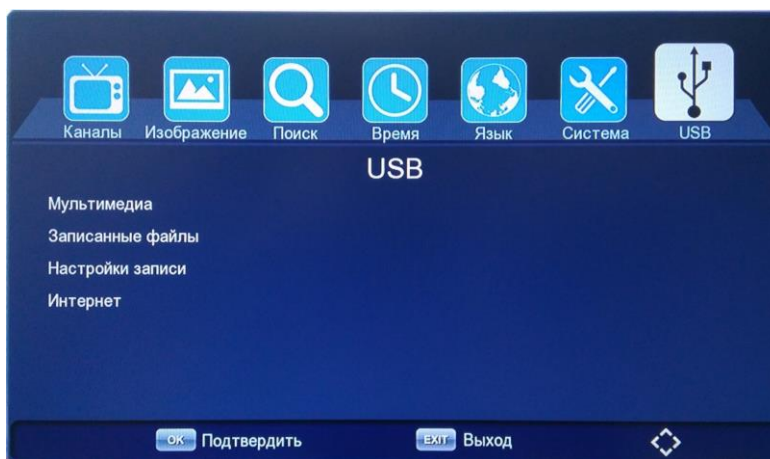 Каналы Изображение Поиск Время Язык Система USB
USB
Мультимедиа
Записанные файлы
Настройки записи
Интернет
OK Подтвердить EXIT Выход